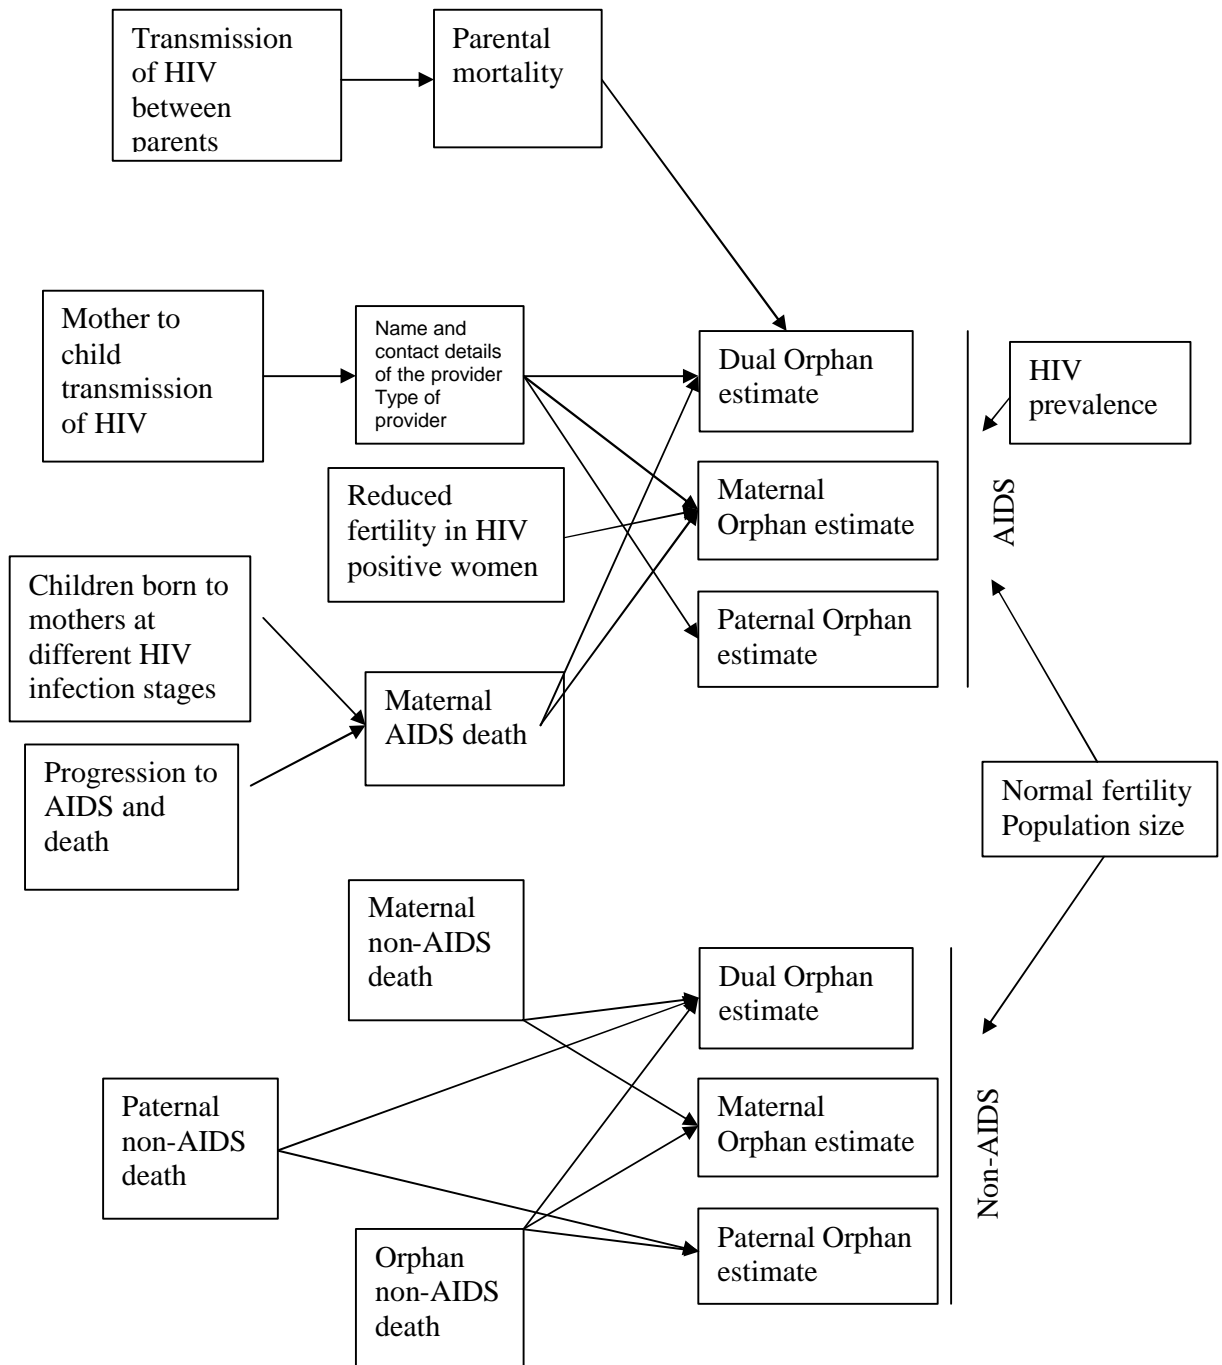 Transmission
of HIV
between
parents
Parental
mortality
Mother to
child
transmission
of HIV
Name and
contact details
of the provider
Type of
provider
Dual Orphan
estimate
HIV
prevalence
Reduced
fertility in HIV
positive women
Maternal
Orphan estimate
AIDS
Children born to
mothers at
different HIV
infection stages
Paternal Orphan
estimate
Maternal
AIDS death
Progression to
AIDS and
death
Normal fertility
Population size
Maternal
non-AIDS
death
Dual Orphan
estimate
Paternal
non-AIDS
death
Maternal
Orphan estimate
Non-AIDS
Orphan
non-AIDS
death
Paternal Orphan
estimate